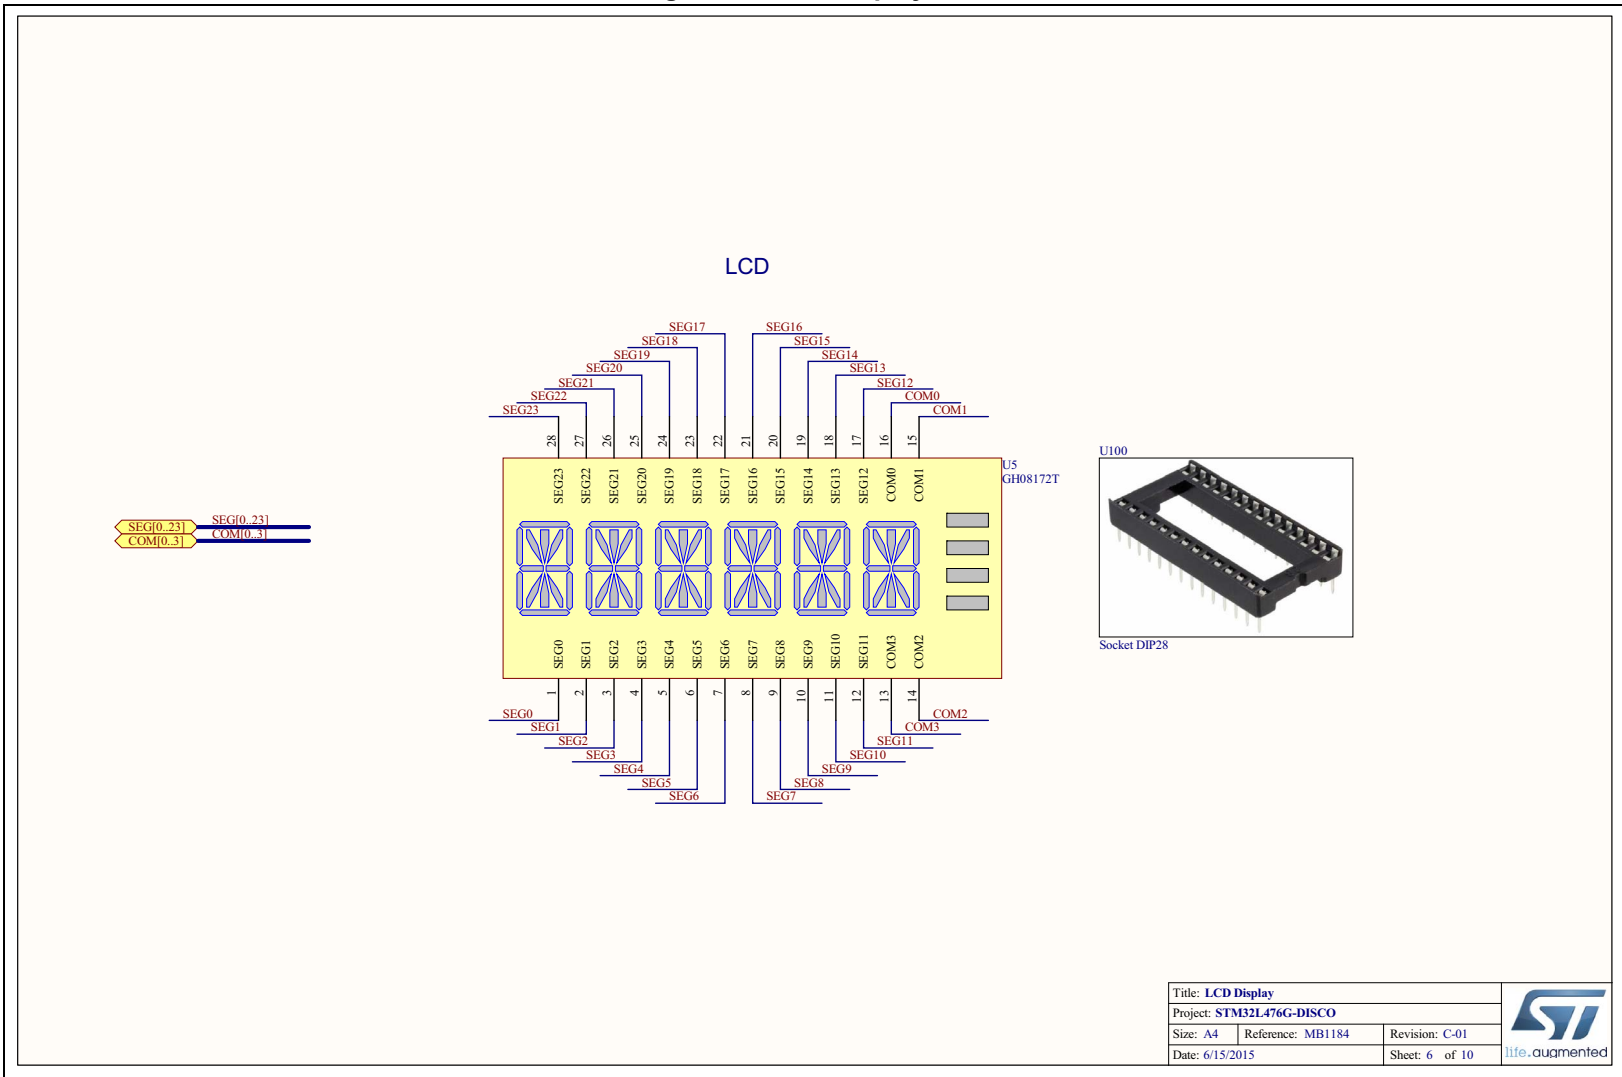 LCD
SEG17 SEG16
SEG18 SEG15
SEG19 SEG14
SEG20 SEG13
SEG21 SEG12
SEG22 COM0
SEG23 COM1
28 27 26 25 24 23 22 21 20 19 18 17 16 15
SEG23 SEG22 SEG21 SEG20 SEG19 SEG18 SEG17 SEG16 SEG15 SEG14 SEG13 SEG12 COM0 COM1
U5
GH08172T
U100
SEG[0..23] SEG[0..23]
COM[0..3] COM[0..3]
SEG0 SEG1 SEG2 SEG3 SEG4 SEG5 SEG6 SEG7 SEG8 SEG9 SEG10 SEG11 COM3 COM2
Socket DIP28
1 2 3 4 5 6 7 8 9 10 11 12 13 14
SEG0 COM2
SEG1 COM3
SEG2 SEG11
SEG3 SEG10
SEG4 SEG9
SEG5 SEG8
SEG6 SEG7
Title: LCD Display
Project: STM32L476G-DISCO
Size: A4 Reference: MB1184 Revision: C-01
Date: 6/15/2015 Sheet: 6 of 10
ST
life.augmented